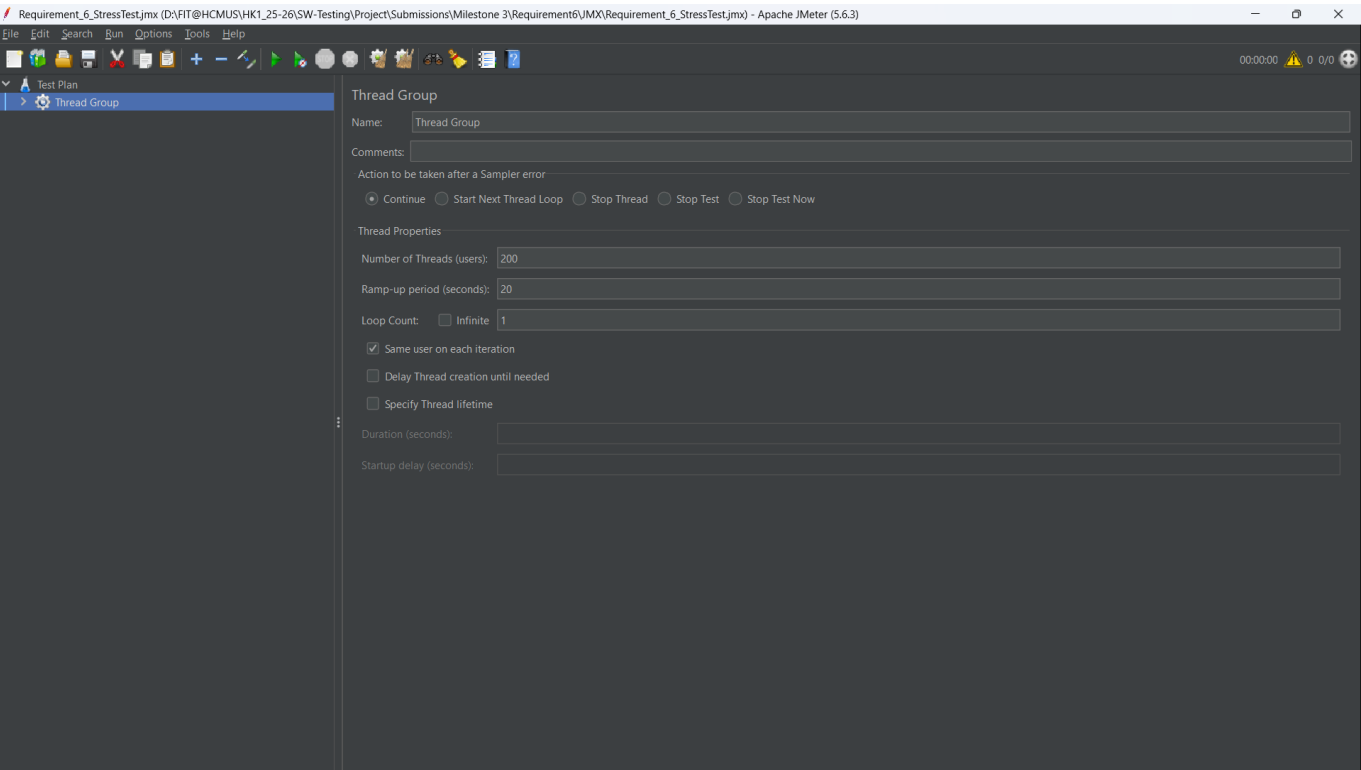 Requirement_6_StressTest.jmx (D:\FIT@HCMUS\HK1_25-26\SW-Testing\Project\Submissions\Milestone 3\Requirement6\JMX\Requirement_6_StressTest.jmx) - Apache JMeter (5.6.3)
File Edit Search Run Options Tools Help
00:00:00 0 0/0
Test Plan
Thread Group
Thread Group
Name: Thread Group
Comments:
Action to be taken after a Sampler error
Continue Start Next Thread Loop Stop Thread Stop Test Stop Test Now
Thread Properties
Number of Threads (users): 200
Ramp-up period (seconds): 20
Loop Count: Infinite 1
Same user on each iteration
Delay Thread creation until needed
Specify Thread lifetime
Duration (seconds):
Startup delay (seconds):